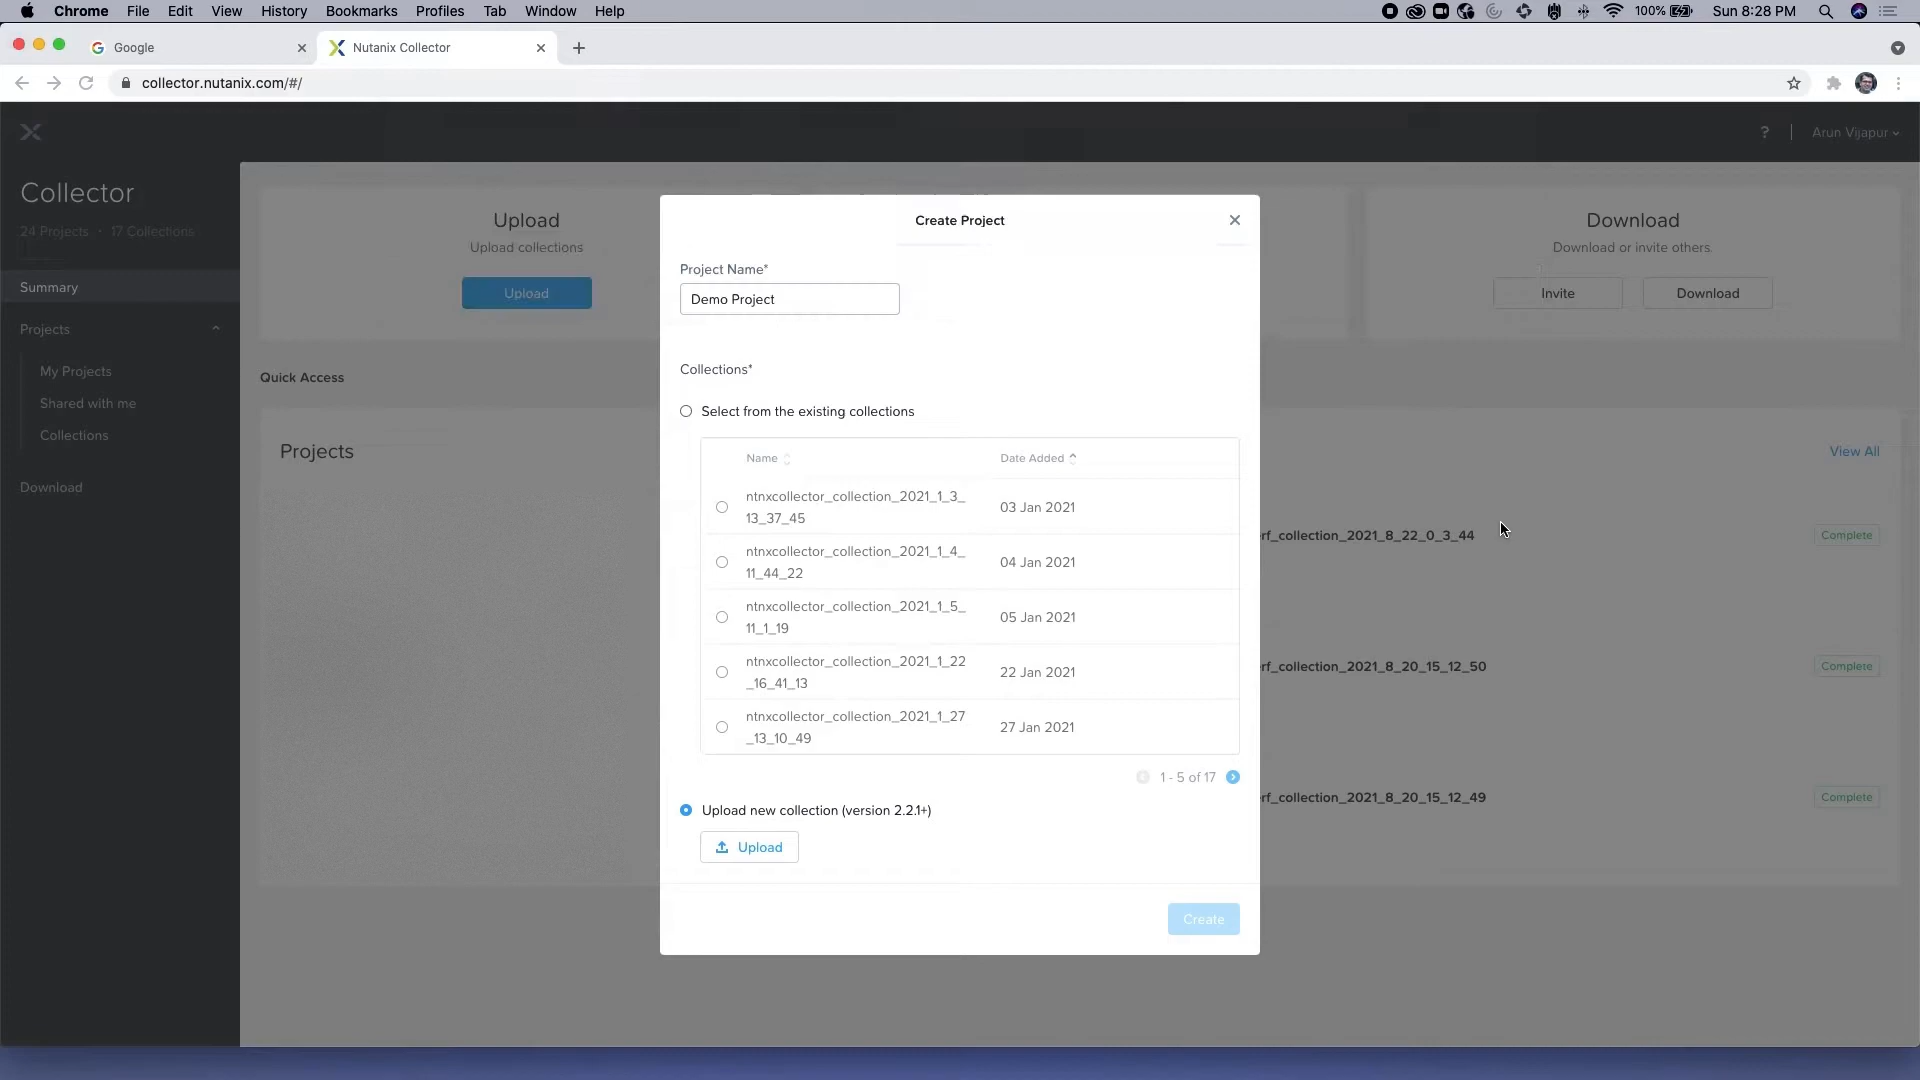 Chrome File Edit View History Bookmarks Profiles Tab Window Help
100% Sun 8:28 PM
Google
Nutanix Collector
collector.nutanix.com/#/
? Arun Vijapur
Collector
24 Projects · 17 Collections
Summary
Projects
My Projects
Shared with me
Collections
Download
Upload
Upload collections
Upload
Download
Download or invite others.
Invite
Download
Quick Access
Projects
View All
rf_collection_2021_8_22_0_3_44
Complete
rf_collection_2021_8_20_15_12_50
Complete
rf_collection_2021_8_20_15_12_49
Complete
Create Project
Project Name*
Demo Project
Collections*
Select from the existing collections
Name Date Added
ntnxcollector_collection_2021_1_3_
13_37_45
03 Jan 2021
ntnxcollector_collection_2021_1_4_
11_44_22
04 Jan 2021
ntnxcollector_collection_2021_1_5_
11_1_19
05 Jan 2021
ntnxcollector_collection_2021_1_22
_16_41_13
22 Jan 2021
ntnxcollector_collection_2021_1_27
_13_10_49
27 Jan 2021
1 - 5 of 17
Upload new collection (version 2.2.1+)
Upload
Create